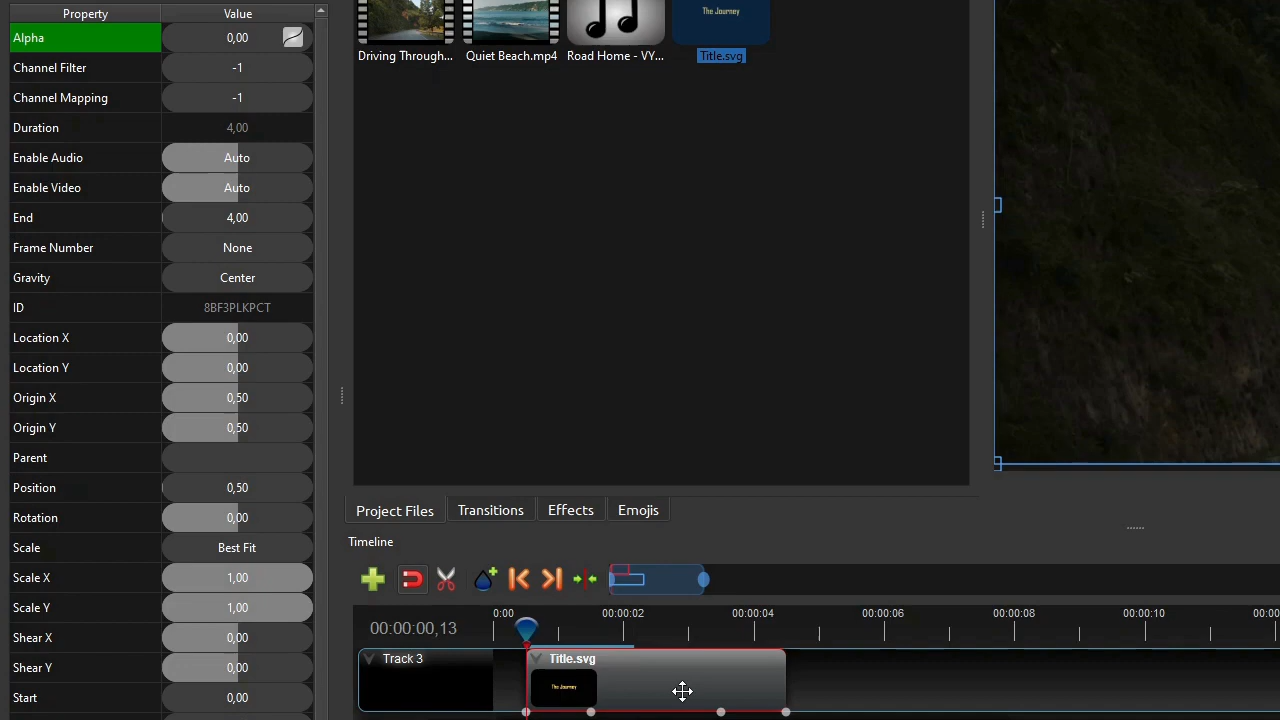 Property Value
Alpha 0,00
Channel Filter -1
Channel Mapping -1
Duration 4,00
Enable Audio Auto
Enable Video Auto
End 4,00
Frame Number None
Gravity Center
ID 8BF3PLKPCT
Location X 0,00
Location Y 0,00
Origin X 0,50
Origin Y 0,50
Parent
Position 0,50
Rotation 0,00
Scale Best Fit
Scale X 1,00
Scale Y 1,00
Shear X 0,00
Shear Y 0,00
Start 0,00
The Journey
Driving Through... Quiet Beach.mp4 Road Home - VY... Title.svg
Project Files Transitions Effects Emojis
Timeline
0:00 00:00:02 00:00:04 00:00:06 00:00:08 00:00:10 00:00
00:00:00,13
Track 3 Title.svg
The Journey